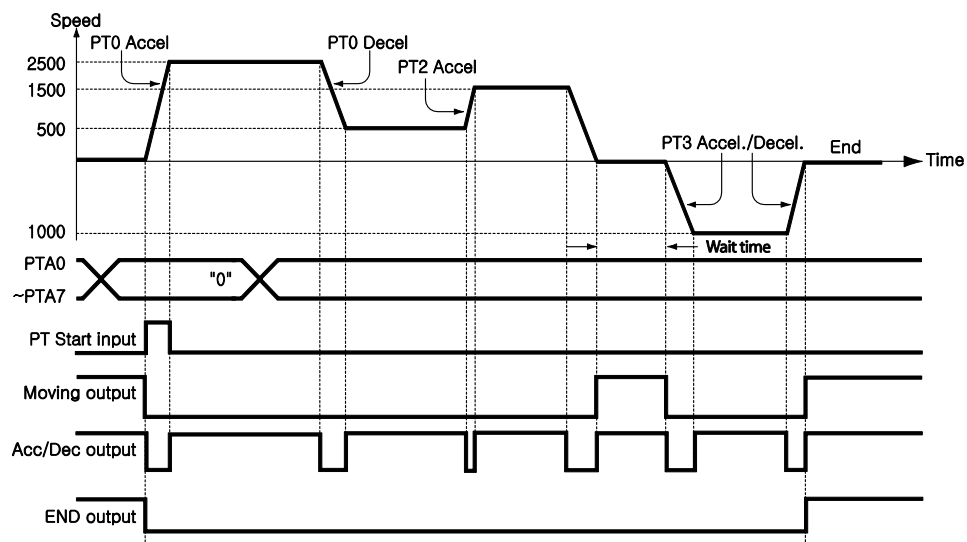 Speed
PT0 Accel
PT0 Decel
PT2 Accel
2500
1500
500
PT3 Accel./Decel.
End
Time
1000
Wait time
PTA0
"0"
~PTA7
PT Start input
Moving output
Acc/Dec output
END output